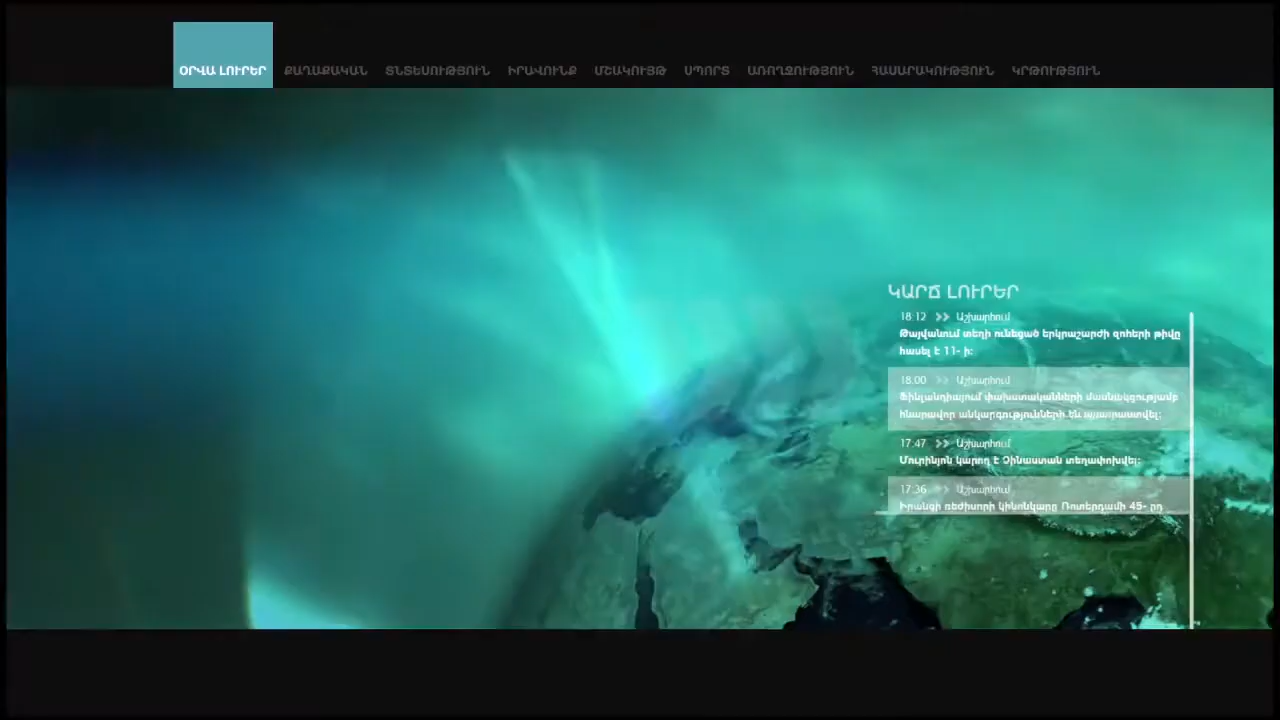 ՕՐՎԱ ԼՈՒՐԵՐ ՔԱՂԱՔԱԿԱՆ ՏՆՏԵՍՈՒԹՅՈՒՆ ԻՐԱՎՈՒՆՔ ՄՇԱԿՈՒՅԹ ՍՊՈՐՏ ԱՌՈՂՋՈՒԹՅՈՒՆ ՀԱՍԱՐԱԿՈՒԹՅՈՒՆ ԿՐԹՈՒԹՅՈՒՆ
ԿԱՐՃ ԼՈՒՐԵՐ
18:12 Աշխարհում
Թայվանում տեղի ունեցած երկրաշարժի զոհերի թիվը
հասել է 11- ի:
18:00 Աշխարհում
Ֆինլանդիայում փախստականների մասնակցությամբ
հնարավոր անկարգությունների են պատրաստվել:
17:47 Աշխարհում
Մուրինյոն կարող է Չինաստան տեղափոխվել:
17:36 Աշխարհում
Իրանցի ռեժիսորի կինոնկարը Ռոտերդամի 45- րդ